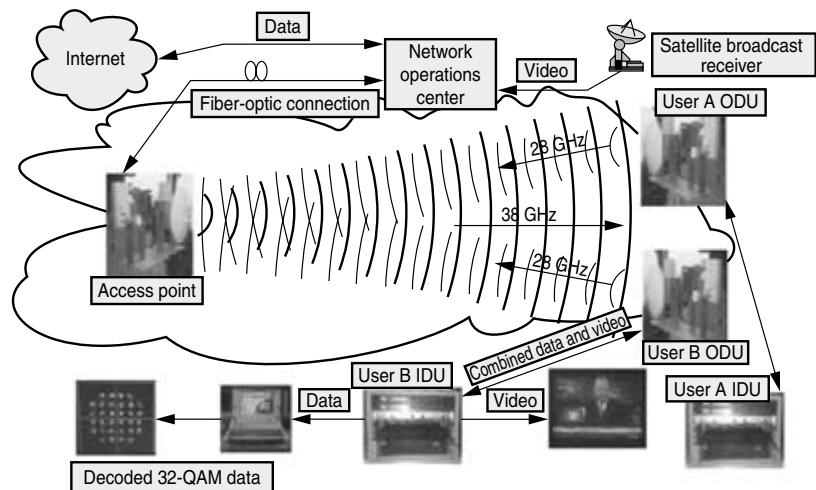 Internet
Data
Network
operations
center
Video
Satellite broadcast
receiver
Fiber-optic connection
User A ODU
28 GHz
38 GHz
28 GHz
Access point
Combined data and video
User B ODU
User B IDU
User A IDU
Data
Video
Decoded 32-QAM data